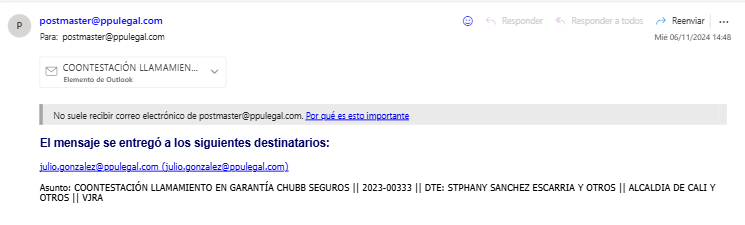 P
postmaster@ppulegal.com
Responder
Responder a todos
Reenviar
...
Para: postmaster@ppulegal.com
Mié 06/11/2024 14:48
COONTESTACIÓN LLAMAMIEN...
Elemento de Outlook
No suele recibir correo electrónico de postmaster@ppulegal.com. Por qué es esto importante
El mensaje se entregó a los siguientes destinatarios:
julio.gonzalez@ppulegal.com (julio.gonzalez@ppulegal.com)
Asunto: COONTESTACIÓN LLAMAMIENTO EN GARANTÍA CHUBB SEGUROS || 2023-00333 || DTE: STPHANY SANCHEZ ESCARRIA Y OTROS || ALCALDIA DE CALI Y
OTROS || VJRA